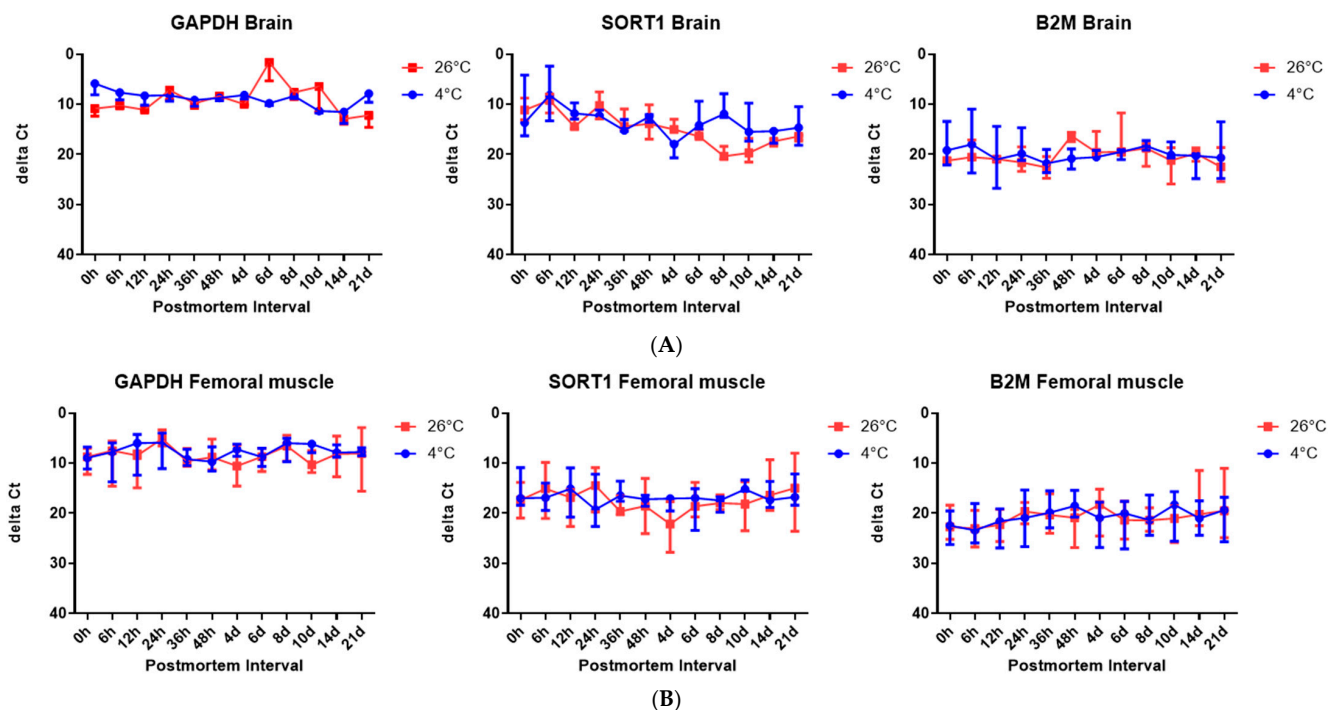 GAPDH Brain
0
10
20
30
40
delta Ct
26°C
4°C
0h 6h 12h 24h 36h 48h 4d 6d 8d 10d 14d 21d
Postmortem Interval
SORT1 Brain
0
10
20
30
40
delta Ct
26°C
4°C
0h 6h 12h 24h 36h 48h 4d 6d 8d 10d 14d 21d
Postmortem Interval
B2M Brain
0
10
20
30
40
delta Ct
26°C
4°C
0h 6h 12h 24h 36h 48h 4d 6d 8d 10d 14d 21d
Postmortem Interval
(A)
GAPDH Femoral muscle
0
10
20
30
40
delta Ct
26°C
4°C
0h 6h 12h 24h 36h 48h 4d 6d 8d 10d 14d 21d
Postmortem Interval
SORT1 Femoral muscle
0
10
20
30
40
delta Ct
26°C
4°C
0h 6h 12h 24h 36h 48h 4d 6d 8d 10d 14d 21d
Postmortem Interval
B2M Femoral muscle
0
10
20
30
40
delta Ct
26°C
4°C
0h 6h 12h 24h 36h 48h 4d 6d 8d 10d 14d 21d
Postmortem Interval
(B)